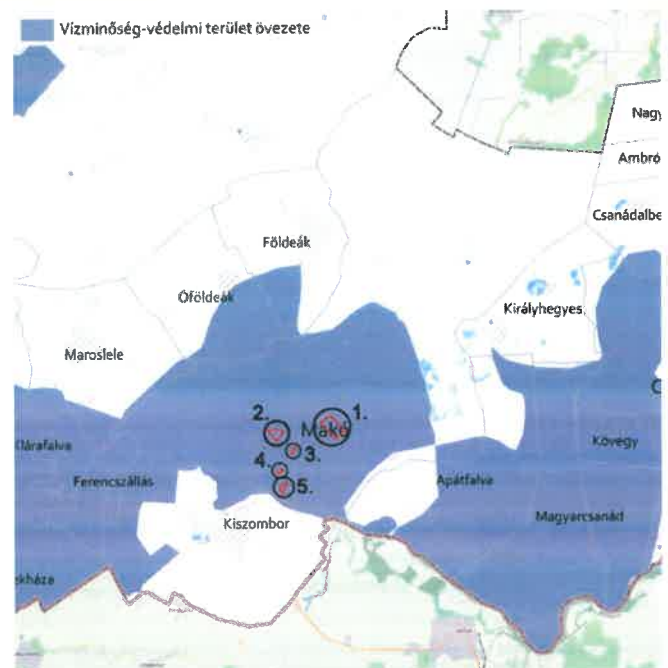 Vízminőség-védelmi terület övezete
Nagy
Ambró
Csanádalbe
Földeák
Óföldeák
Királyhegyes
Maroslele
1.
2.
Makó
3.
Klárafalva
Kövegy
4.
Ferencszállás
Apátfalva
5.
Kiszombor
Magyarcsanád
ekháza